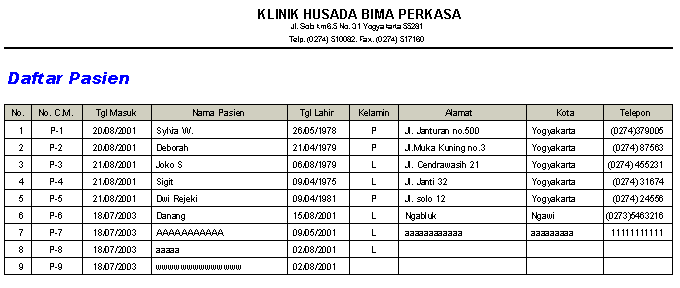 KLINIK HUSADA BIMA PERKASA
Jl. Solo km6.5 No. 31 Yogyakarta 55281
Telp. (0274) 510082. Fax. (0274) 517160
Daftar Pasien
No. No. C.M. Tgl Masuk Nama Pasien Tgl Lahir Kelamin Alamat Kota Telepon
1 P-1 20/08/2001 Sylvia W. 26/05/1978 P Jl. Janturan no.500 Yogyakarta (0274)379005
2 P-2 20/08/2001 Deborah 21/04/1979 P Jl.Muka Kuning no.3 Yogyakarta (0274) 87563
3 P-3 21/08/2001 Joko S 06/08/1979 L Jl. Cendrawasih 21 Yogyakarta (0274) 455231
4 P-4 21/08/2001 Sigit 09/04/1975 L Jl. Janti 32 Yogyakarta (0274) 31674
5 P-5 21/08/2001 Dwi Rejeki 09/04/1981 P Jl. solo 12 Yogyakarta (0274) 24556
6 P-6 18/07/2003 Danang 15/08/2001 L Ngabluk Ngawi (0273)5463216
7 P-7 18/07/2003 AAAAAAAAAAA 09/05/2001 L aaaaaaaaaaaa aaaaaaaaa 11111111111
8 P-8 18/07/2003 aaaaa 02/08/2001 L
9 P-9 18/07/2003 02/08/2001